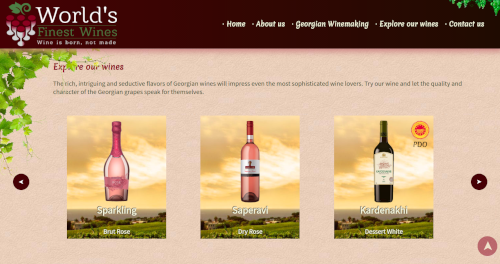 World's
Finest Wines
Wine is born, not made
· Home · About us · Georgian Winemaking · Explore our wines · Contact us
Explore our wines
The rich, intriguing and seductive flavors of Georgian wines will impress even the most sophisticated wine lovers. Try our wine and let the quality and
character of the Georgian grapes speak for themselves.
PDO
Sparkling Saperavi Kardenakhi
Brut Rose Dry Rose Dessert White